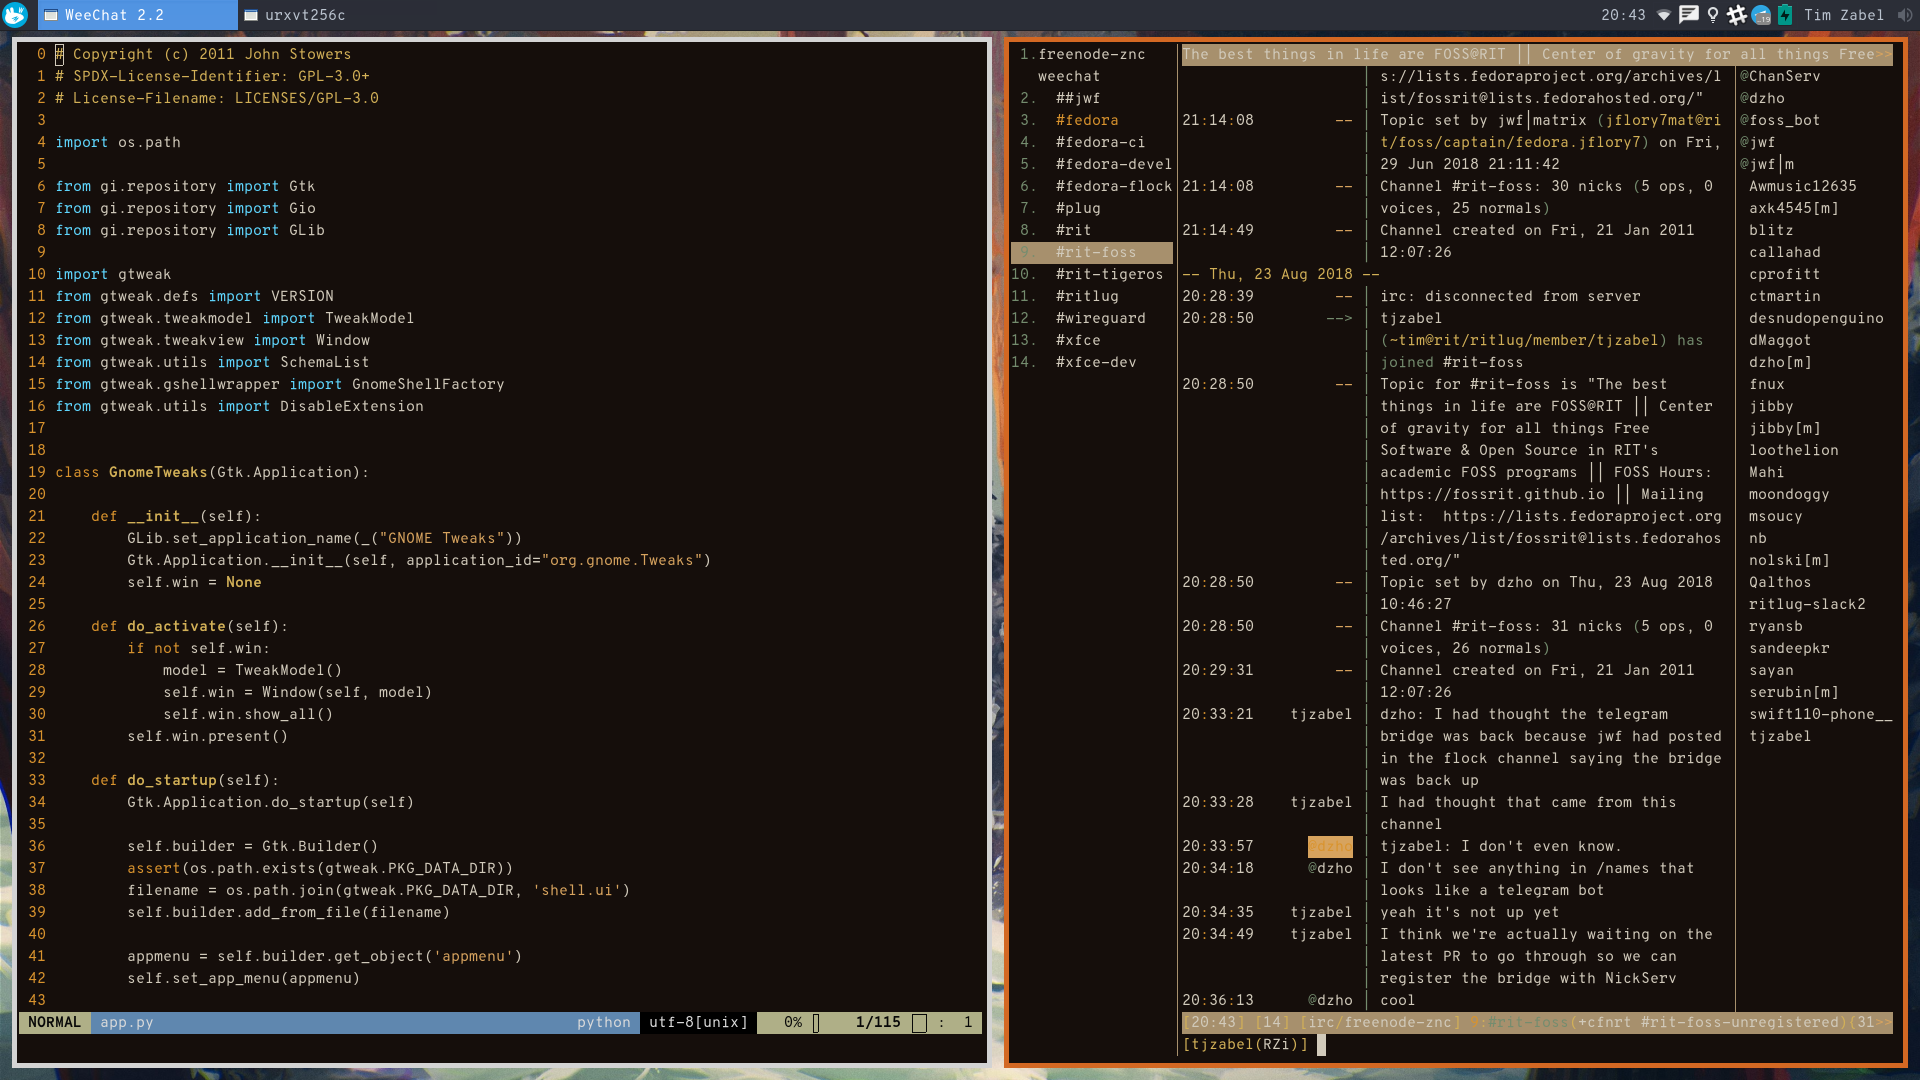 WeeChat 2.2
urxvt256c
20:43
19
Tim Zabel
0 # Copyright (c) 2011 John Stowers
1 # SPDX-License-Identifier: GPL-3.0+
2 # License-Filename: LICENSES/GPL-3.0
3
4 import os.path
5
6 from gi.repository import Gtk
7 from gi.repository import Gio
8 from gi.repository import GLib
9
10 import gtweak
11 from gtweak.defs import VERSION
12 from gtweak.tweakmodel import TweakModel
13 from gtweak.tweakview import Window
14 from gtweak.utils import SchemaList
15 from gtweak.gshellwrapper import GnomeShellFactory
16 from gtweak.utils import DisableExtension
17
18
19 class GnomeTweaks(Gtk.Application):
20
21     def __init__(self):
22         GLib.set_application_name(_("GNOME Tweaks"))
23         Gtk.Application.__init__(self, application_id="org.gnome.Tweaks")
24         self.win = None
25
26     def do_activate(self):
27         if not self.win:
28             model = TweakModel()
29             self.win = Window(self, model)
30             self.win.show_all()
31         self.win.present()
32
33     def do_startup(self):
34         Gtk.Application.do_startup(self)
35
36         self.builder = Gtk.Builder()
37         assert(os.path.exists(gtweak.PKG_DATA_DIR))
38         filename = os.path.join(gtweak.PKG_DATA_DIR, 'shell.ui')
39         self.builder.add_from_file(filename)
40
41         appmenu = self.builder.get_object('appmenu')
42         self.set_app_menu(appmenu)
43
NORMAL app.py python utf-8[unix] 0% 1/115 : 1
1.freenode-znc
weechat
2. ##jwf
3. #fedora
4. #fedora-ci
5. #fedora-devel
6. #fedora-flock
7. #plug
8. #rit
9. #rit-foss
10. #rit-tigeros
11. #ritlug
12. #wireguard
13. #xfce
14. #xfce-dev
The best things in life are FOSS@RIT || Center of gravity for all things Free>>
s://lists.fedoraproject.org/archives/l
ist/fossrit@lists.fedorahosted.org/"
21:14:08 -- | Topic set by jwf|matrix (jflory7mat@ri
t/foss/captain/fedora.jflory7) on Fri,
29 Jun 2018 21:11:42
21:14:08 -- | Channel #rit-foss: 30 nicks (5 ops, 0
voices, 25 normals)
21:14:49 -- | Channel created on Fri, 21 Jan 2011
12:07:26
-- Thu, 23 Aug 2018 --
20:28:39 -- | irc: disconnected from server
20:28:50 --> | tjzabel
(~tim@rit/ritlug/member/tjzabel) has
joined #rit-foss
20:28:50 -- | Topic for #rit-foss is "The best
things in life are FOSS@RIT || Center
of gravity for all things Free
Software & Open Source in RIT's
academic FOSS programs || FOSS Hours:
https://fossrit.github.io || Mailing
list:  https://lists.fedoraproject.org
/archives/list/fossrit@lists.fedorahos
ted.org/"
20:28:50 -- | Topic set by dzho on Thu, 23 Aug 2018
10:46:27
20:28:50 -- | Channel #rit-foss: 31 nicks (5 ops, 0
voices, 26 normals)
20:29:31 -- | Channel created on Fri, 21 Jan 2011
12:07:26
20:33:21 tjzabel | dzho: I had thought the telegram
bridge was back because jwf had posted
in the flock channel saying the bridge
was back up
20:33:28 tjzabel | I had thought that came from this
channel
20:33:57 @dzho | tjzabel: I don't even know.
20:34:18 @dzho | I don't see anything in /names that
looks like a telegram bot
20:34:35 tjzabel | yeah it's not up yet
20:34:49 tjzabel | I think we're actually waiting on the
latest PR to go through so we can
register the bridge with NickServ
20:36:13 @dzho | cool
@ChanServ
@dzho
@foss_bot
@jwf
@jwf|m
Awmusic12635
axk4545[m]
blitz
callahad
cprofitt
ctmartin
desnudopenguino
dMaggot
dzho[m]
fnux
jibby
jibby[m]
loothelion
Mahi
moondoggy
msoucy
nb
nolski[m]
Qalthos
ritlug-slack2
ryansb
sandeepkr
sayan
serubin[m]
swift110-phone__
tjzabel
[20:43] [14] [irc/freenode-znc] 9:#rit-foss(+cfnrt #rit-foss-unregistered){31>>
[tjzabel(RZi)]